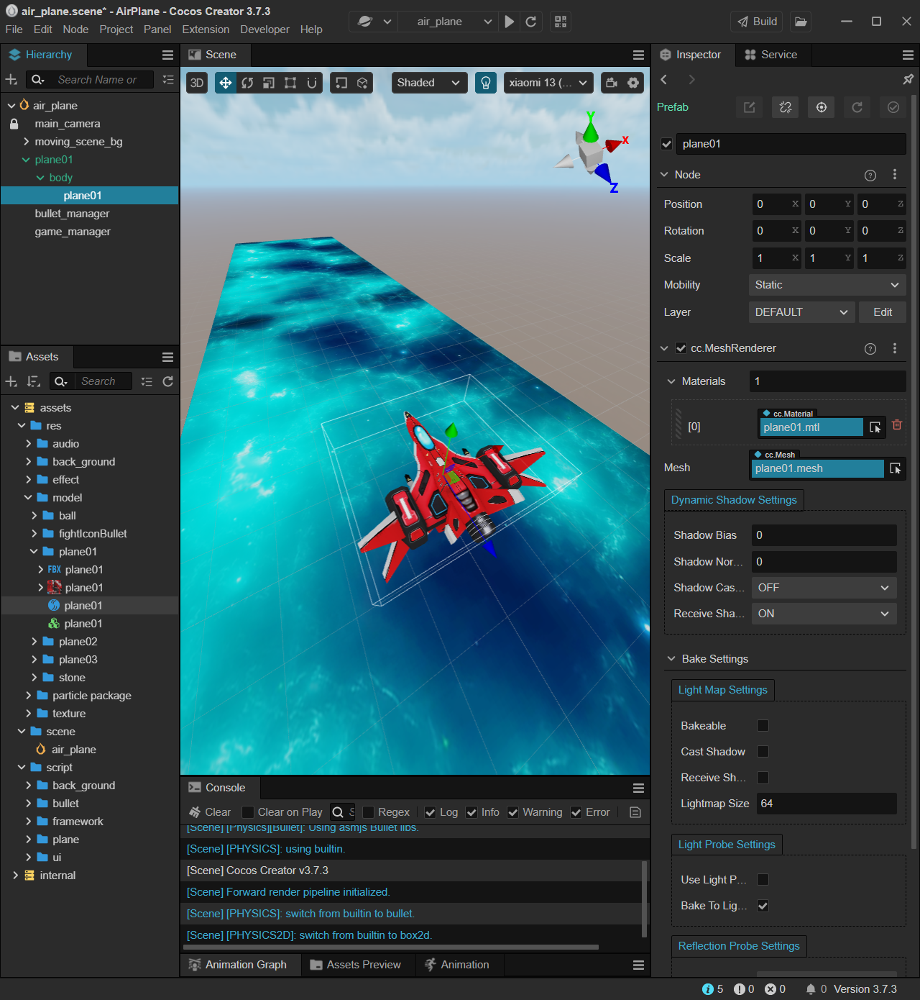 air_plane.scene* - AirPlane - Cocos Creator 3.7.3
File Edit Node Project Panel Extension Developer Help
air_plane
Build
Hierarchy
Search Name or
air_plane
main_camera
moving_scene_bg
plane01
body
plane01
bullet_manager
game_manager
Assets
Search
assets
res
audio
back_ground
effect
model
ball
fightIconBullet
plane01
FBX plane01
plane01
plane01
plane01
plane02
plane03
stone
particle package
texture
scene
air_plane
script
back_ground
bullet
framework
plane
ui
internal
Scene
3D
Shaded
xiaomi 13 (...
Y
X
Z
Console
Clear Clear on Play Regex Log Info Warning Error
[Scene] [Physics][Bullet]: Using asmjs Bullet libs.
[Scene] [PHYSICS]: using builtin.
[Scene] Cocos Creator v3.7.3
[Scene] Forward render pipeline initialized.
[Scene] [PHYSICS]: switch from builtin to bullet.
[Scene] [PHYSICS2D]: switch from builtin to box2d.
Animation Graph Assets Preview Animation
Inspector Service
Prefab
plane01
Node
Position 0 X 0 Y 0 Z
Rotation 0 X 0 Y 0 Z
Scale 1 X 1 Y 1 Z
Mobility Static
Layer DEFAULT Edit
cc.MeshRenderer
Materials 1
cc.Material
[0] plane01.mtl
cc.Mesh
Mesh plane01.mesh
Dynamic Shadow Settings
Shadow Bias 0
Shadow Nor... 0
Shadow Cas... OFF
Receive Sha... ON
Bake Settings
Light Map Settings
Bakeable
Cast Shadow
Receive Sh...
Lightmap Size 64
Light Probe Settings
Use Light P...
Bake To Lig...
Reflection Probe Settings
5 0 0 0 Version 3.7.3